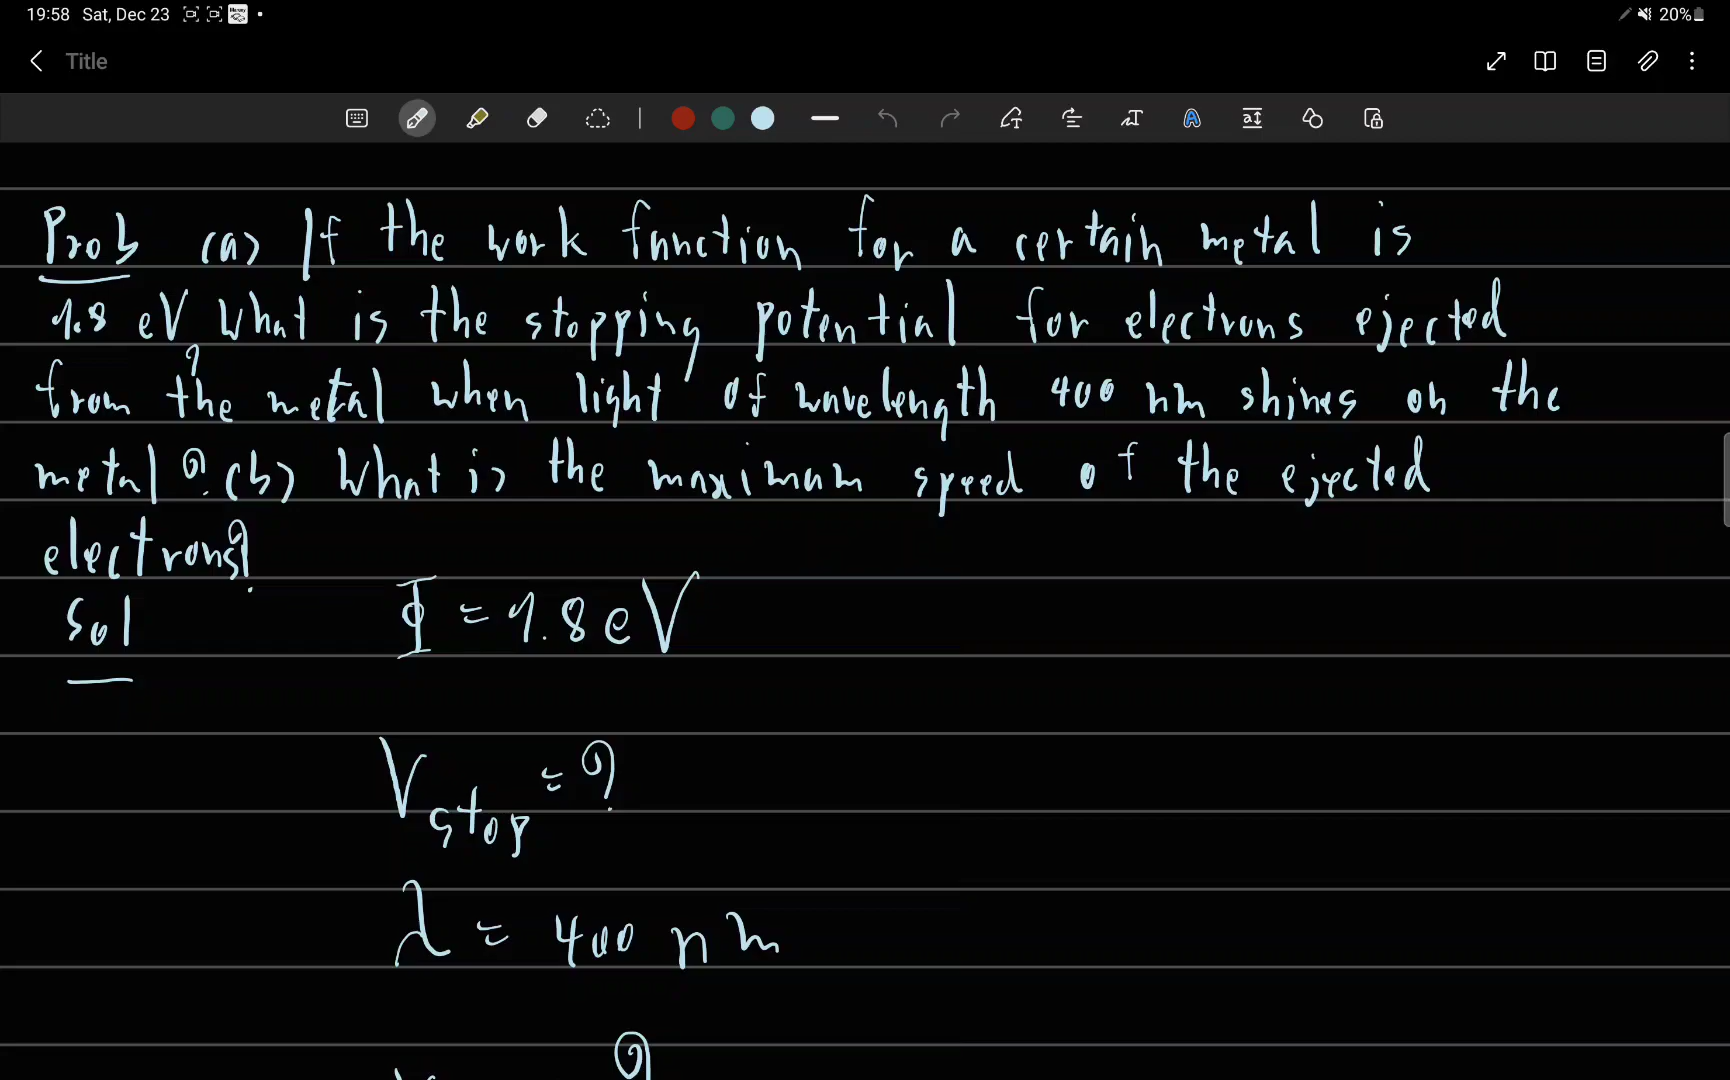 19:58 Sat, Dec 23 20%
Title
Prob (a) If the work function for a certain metal is
1.8 eV What is the stopping potential for electrons ejected
from the metal when light of wavelength 400 nm shines on the
metal? (b) What is the maximum speed of the ejected
electrons?
Sol Φ = 1.8 eV
V stop = ?
λ = 400 nm
?